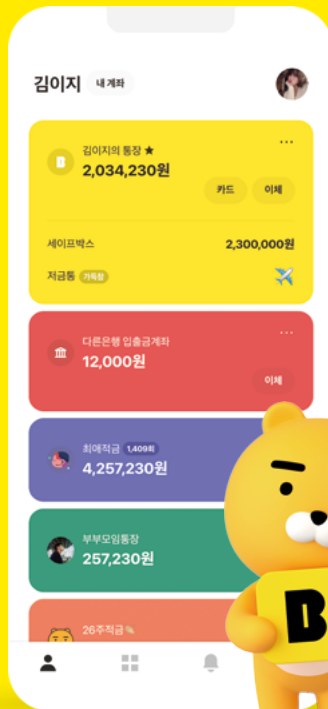 김이지 내 계좌
김이지의 통장 ★
2,034,230원
카드 이체
세이프박스 2,300,000원
저금통 가득참
다른은행 입출금계좌
12,000원
이체
최애적금 1,409회
4,257,230원
부부모임통장
257,230원
26주적금
B